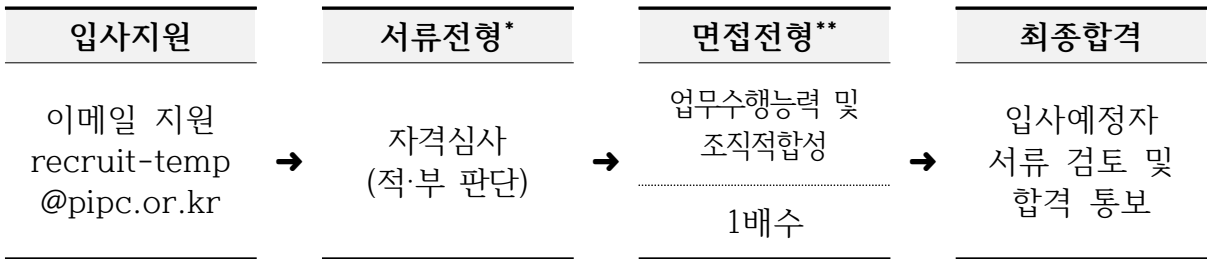 입사지원
이메일 지원
recruit-temp
@pipc.or.kr
➜
서류전형*
자격심사
(적·부 판단)
➜
면접전형**
업무수행능력 및
조직적합성
1배수
➜
최종합격
입사예정자
서류 검토 및
합격 통보